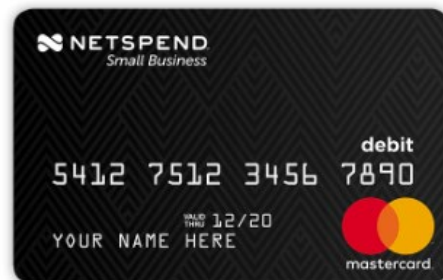 NETSPEND
Small Business
debit
5412 7512 3456 7890
VALID THRU 12/20
YOUR NAME HERE
mastercard